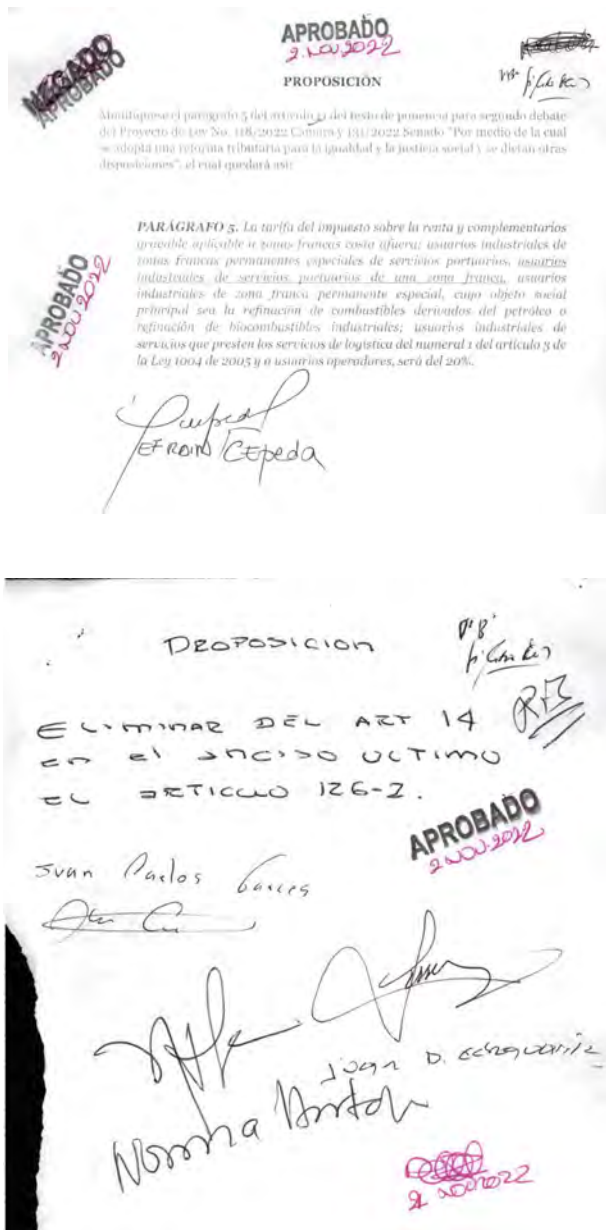 APROBADO
2 NOV 2022
NEGADO
APROBADO
PROPOSICIÓN
Modifíquese el parágrafo 5 del artículo 11 del texto de ponencia para segundo debate
del Proyecto de Ley No. 118/2022 Cámara y 131/2022 Senado "Por medio de la cual
se adopta una reforma tributaria para la igualdad y la justicia social y se dictan otras
disposiciones", el cual quedará así:
PARÁGRAFO 5. La tarifa del impuesto sobre la renta y complementarios
gravable aplicable a zonas francas costa afuera; usuarios industriales de
zonas francas permanentes especiales de servicios portuarios, usuarios
industriales de servicios portuarios de una zona franca, usuarios
industriales de zona franca permanente especial, cuyo objeto social
principal sea la refinación de combustibles derivados del petróleo o
refinación de biocombustibles industriales; usuarios industriales de
servicios que presten los servicios de logística del numeral 1 del artículo 3 de
la Ley 1004 de 2005 y a usuarios operadores, será del 20%.
APROBADO
2 NOV 2022
EFRAIN CEPEDA
PROPOSICION
ELIMINAR DEL ART 14
en el inciso ULTIMO
EL ARTICULO 126-2.
APROBADO
2 NOV. 2022
Juan Carlos Garces
Juan D. Echavarria
Norma Hurtado
2 NOV 2022